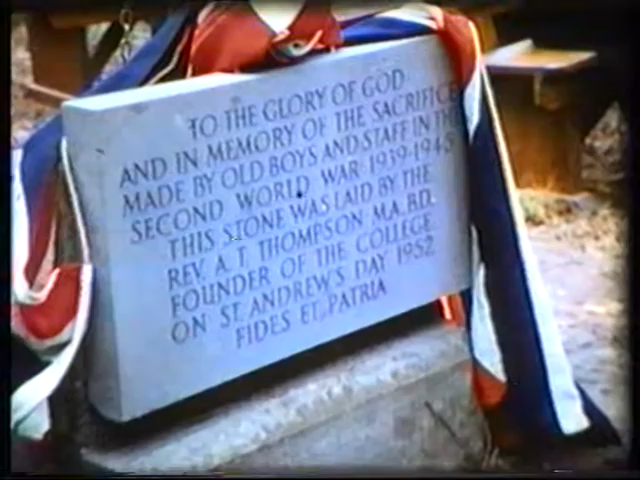 TO THE GLORY OF GOD
AND IN MEMORY OF THE SACRIFICE
MADE BY OLD BOYS AND STAFF IN THE
SECOND WORLD WAR 1939-1945
THIS STONE WAS LAID BY THE
REV. A. T. THOMPSON M.A. B.D.
FOUNDER OF THE COLLEGE
ON ST. ANDREW'S DAY 1952
FIDES ET PATRIA